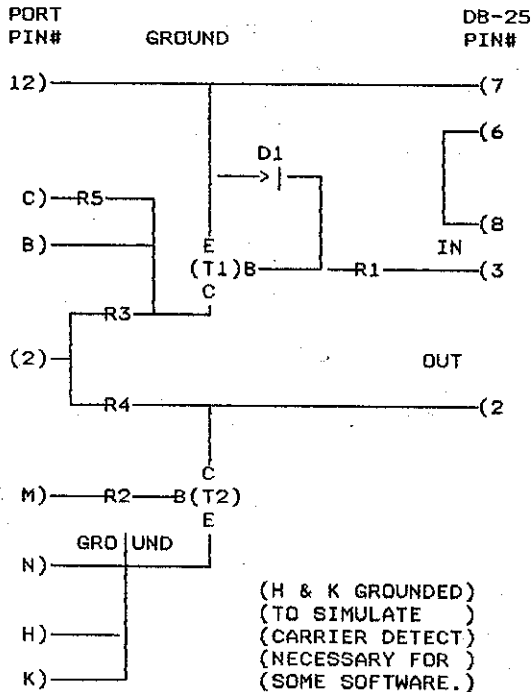 PORT DB-25
PIN# GROUND PIN#
12) (7
(6
D1
C) R5 (8
B) E IN
(T1)B R1 (3
C
R3
(2) OUT
R4 (2
C
M) R2 B(T2)
E
GROUND
N)
(H & K GROUNDED)
H) (TO SIMULATE )
(CARRIER DETECT)
(NECESSARY FOR )
K) (SOME SOFTWARE.)